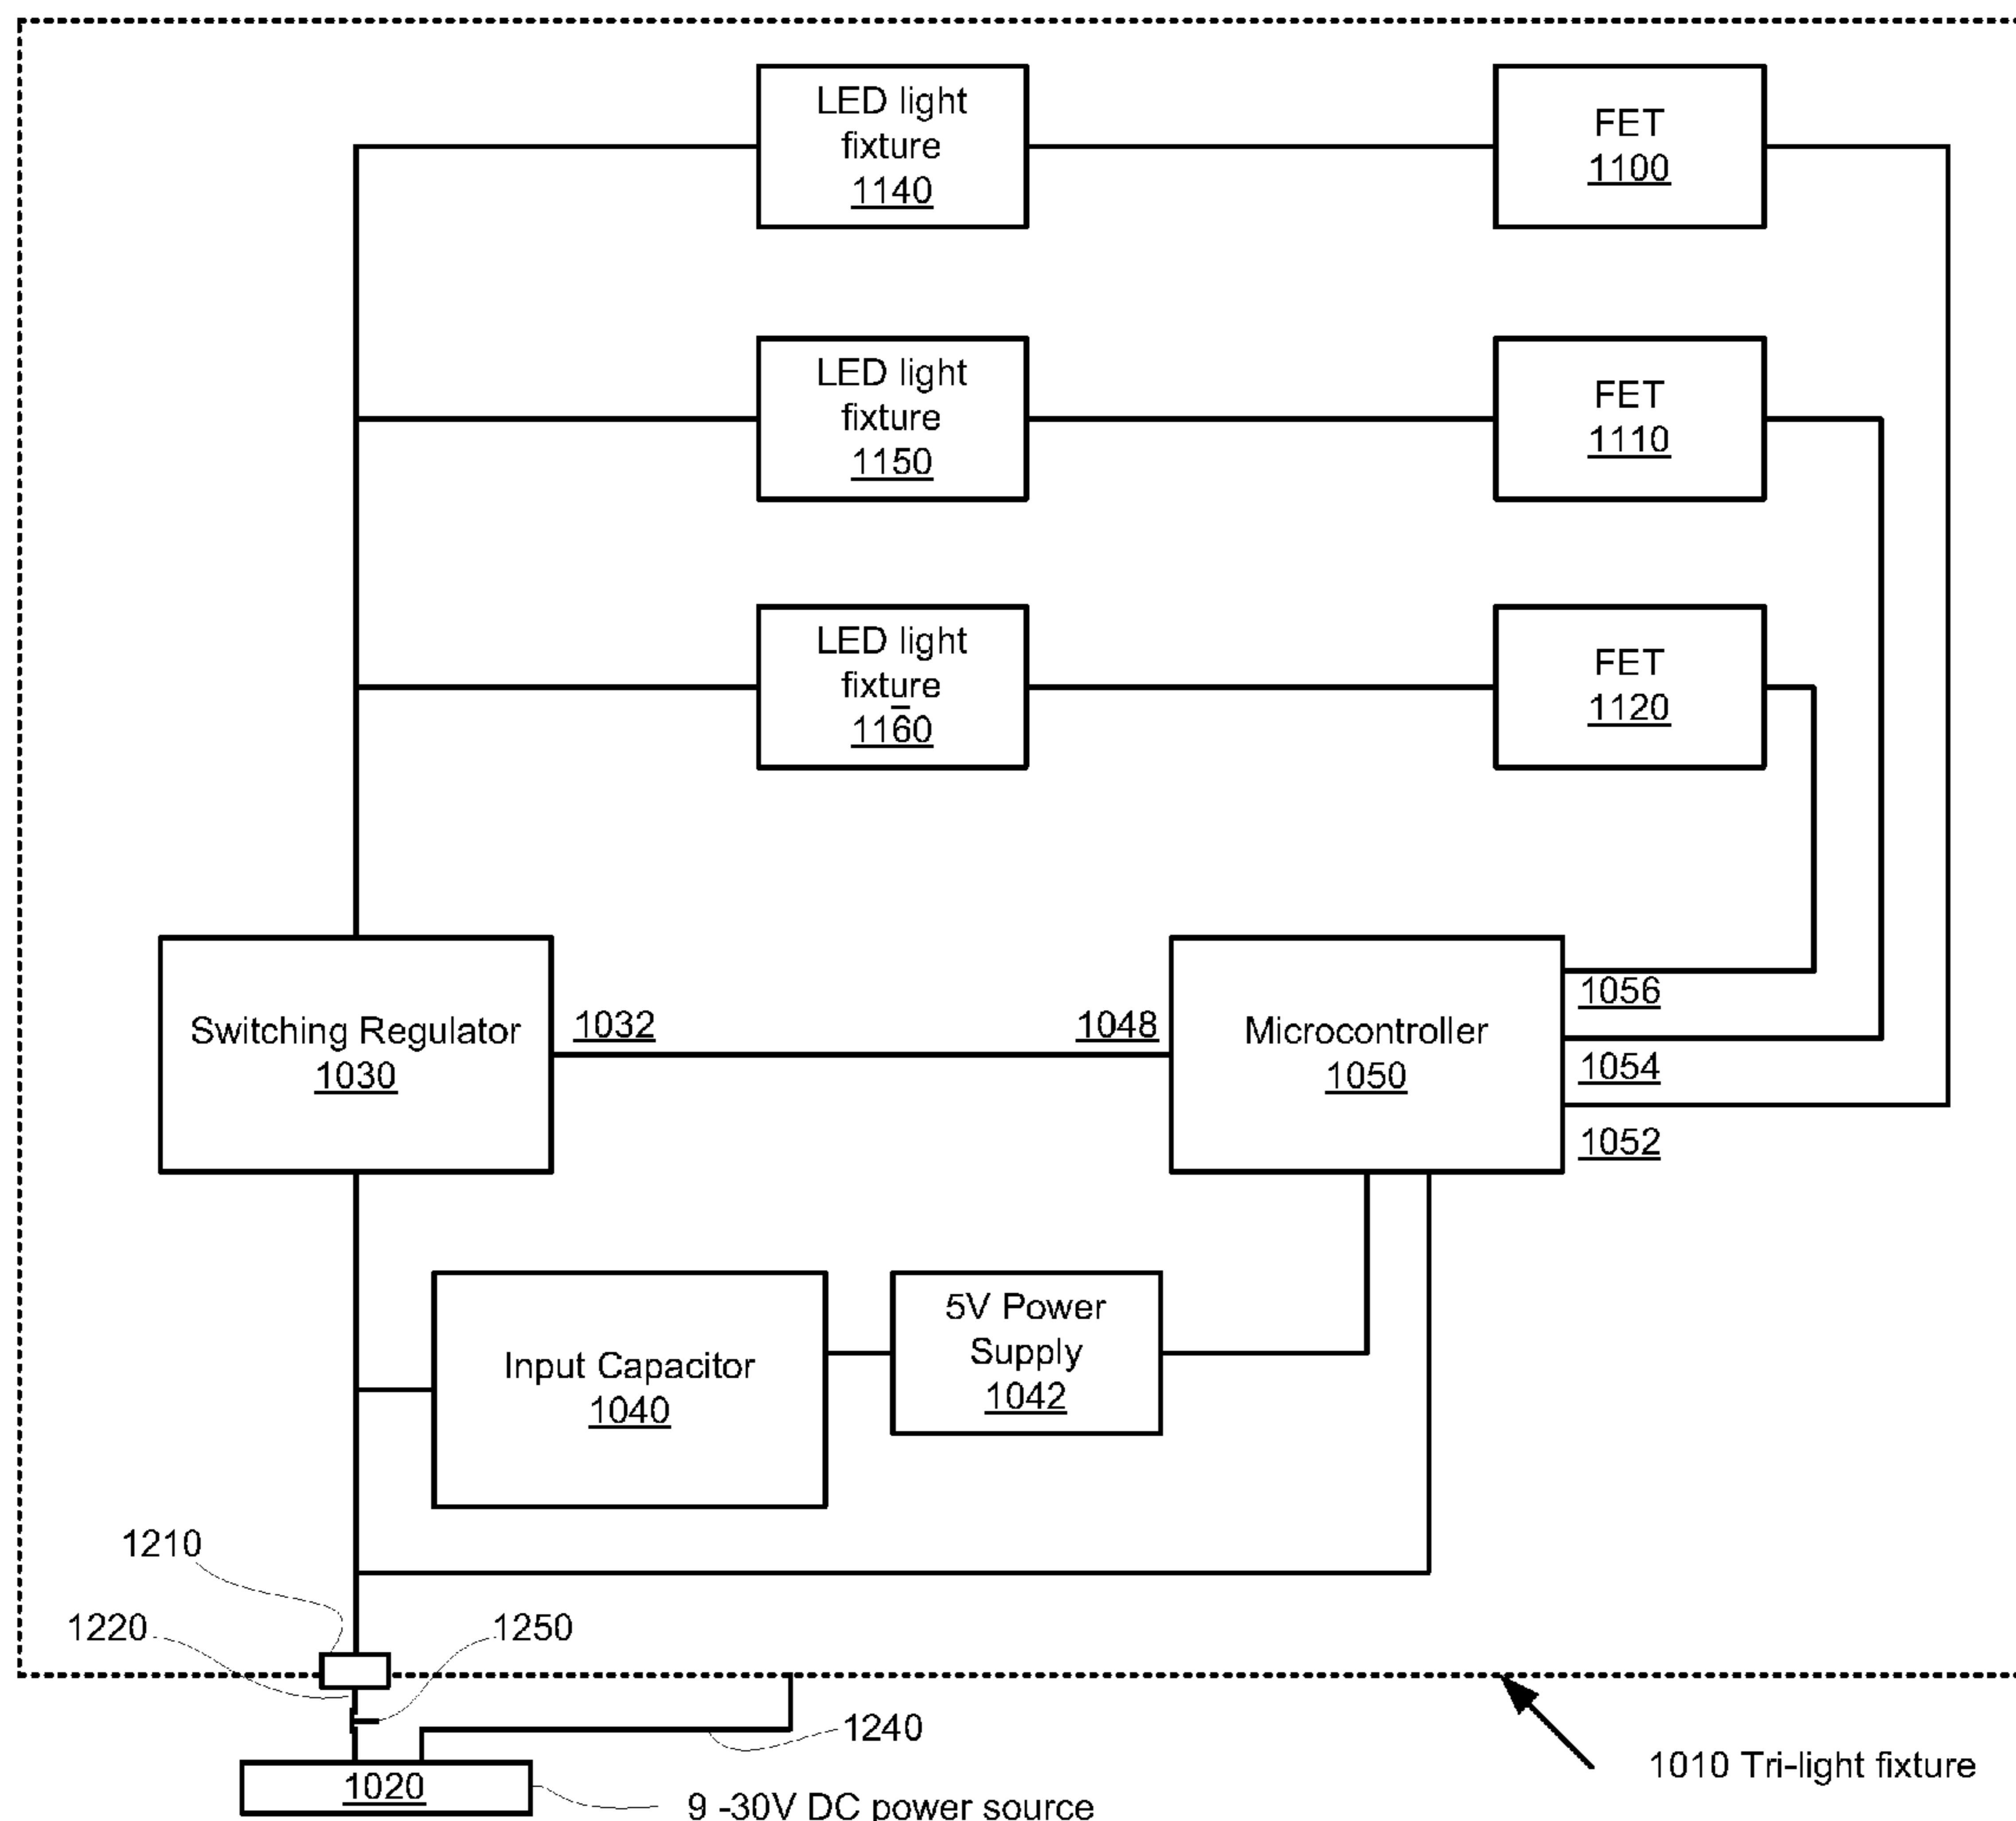 LED light
fixture
1140
FET
1100
LED light
fixture
1150
FET
1110
LED light
fixture
1160
FET
1120
Switching Regulator
1030
1032
1048
Microcontroller
1050
1056
1054
1052
Input Capacitor
1040
5V Power
Supply
1042
1210
1220
1250
1240
1020
9 -30V DC power source
1010 Tri-light fixture